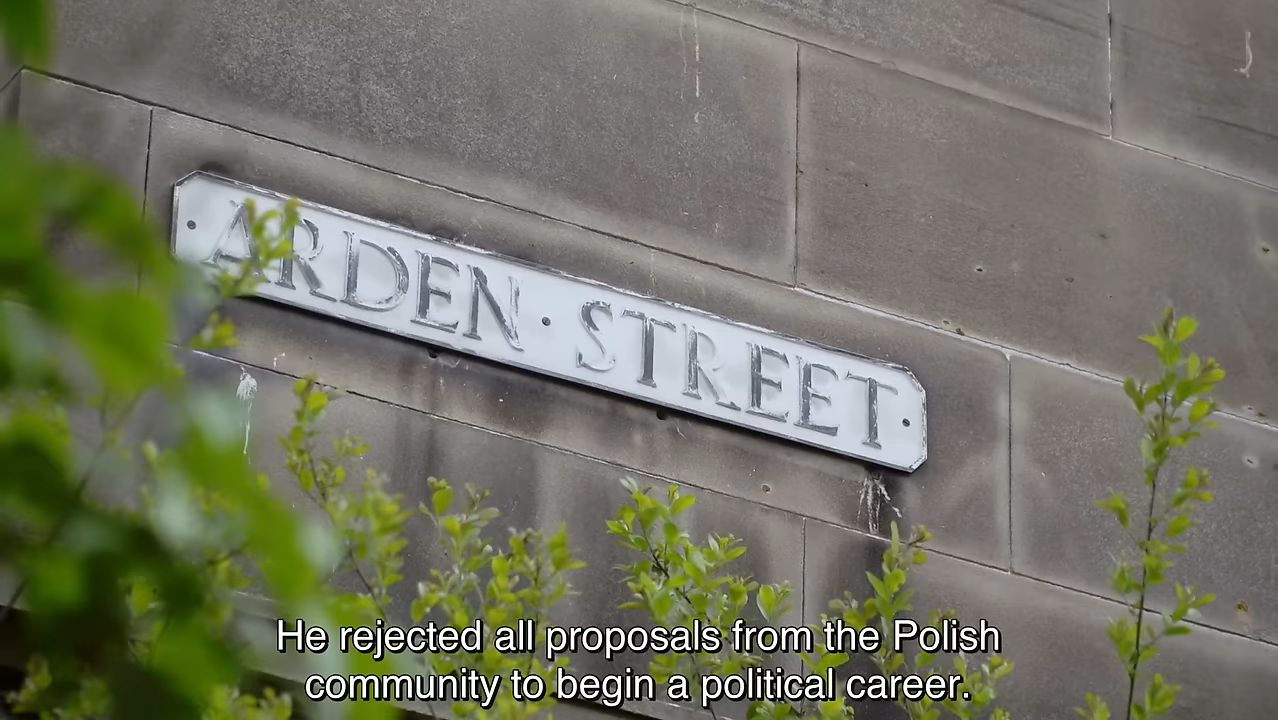 ARDEN · STREET
He rejected all proposals from the Polish
community to begin a political career.